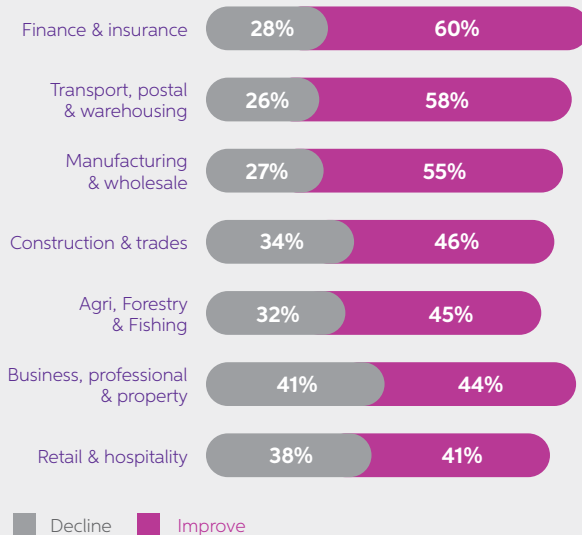 Finance & insurance
28%
60%
Transport, postal
& warehousing
26%
58%
Manufacturing
& wholesale
27%
55%
Construction & trades
34%
46%
Agri, Forestry
& Fishing
32%
45%
Business, professional
& property
41%
44%
Retail & hospitality
38%
41%
Decline
Improve